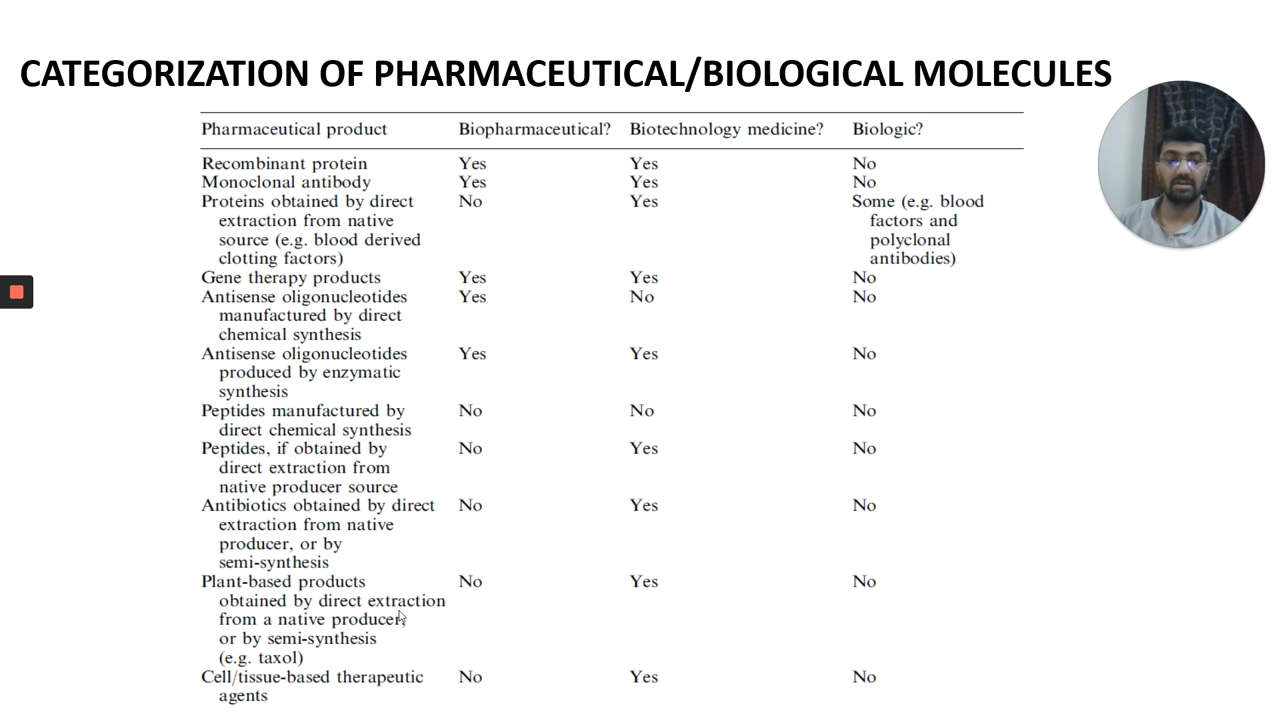 CATEGORIZATION OF PHARMACEUTICAL/BIOLOGICAL MOLECULES
Pharmaceutical product Biopharmaceutical? Biotechnology medicine? Biologic?
Recombinant protein Yes Yes No
Monoclonal antibody Yes Yes No
Proteins obtained by direct No Yes Some (e.g. blood
extraction from native factors and
source (e.g. blood derived polyclonal
clotting factors) antibodies)
Gene therapy products Yes Yes No
Antisense oligonucleotides Yes No No
manufactured by direct
chemical synthesis
Antisense oligonucleotides Yes Yes No
produced by enzymatic
synthesis
Peptides manufactured by No No No
direct chemical synthesis
Peptides, if obtained by No Yes No
direct extraction from
native producer source
Antibiotics obtained by direct No Yes No
extraction from native
producer, or by
semi-synthesis
Plant-based products No Yes No
obtained by direct extraction
from a native producer,
or by semi-synthesis
(e.g. taxol)
Cell/tissue-based therapeutic No Yes No
agents